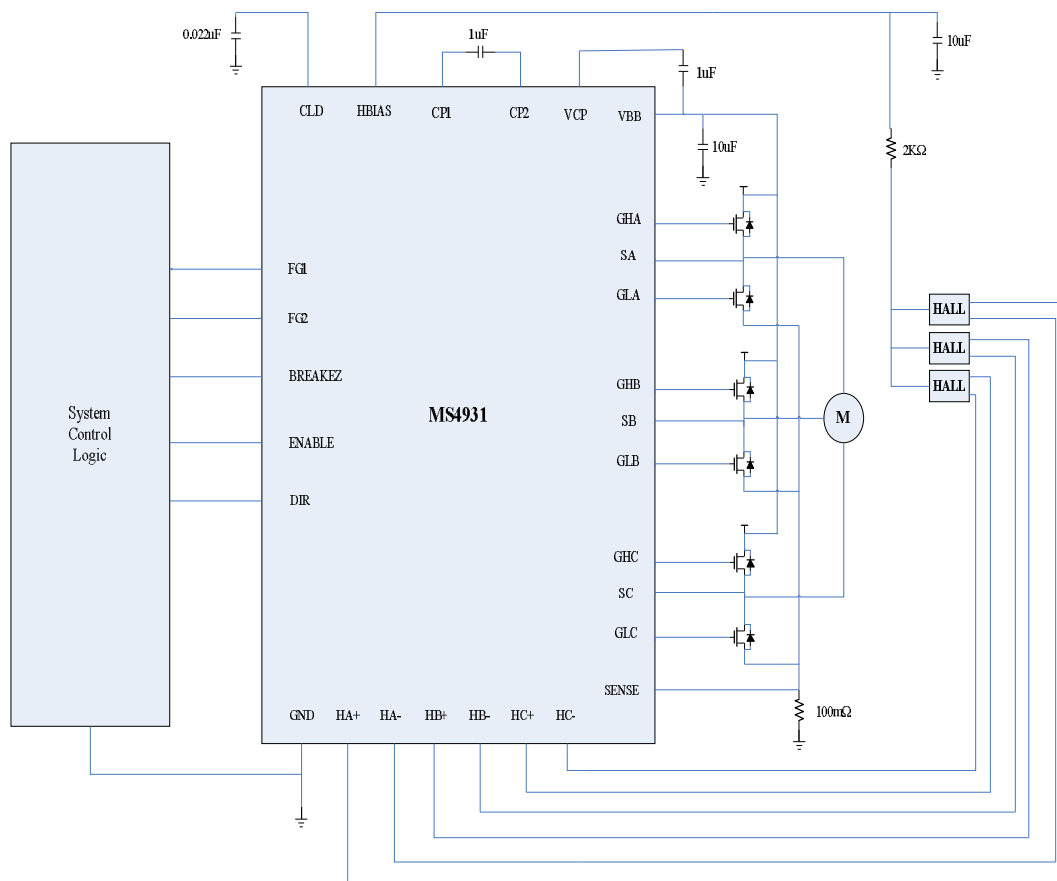 0.022uF
1uF
10uF
1uF
CLD
HBIAS
CP1
CP2
VCP
VBB
10uF
2KΩ
GHA
SA
GLA
FG1
FG2
BREAKEZ
ENABLE
DIR
System
Control
Logic
MS4931
GHB
SB
GLB
M
HALL
HALL
HALL
GHC
SC
GLC
SENSE
100mΩ
GND
HA+
HA-
HB+
HB-
HC+
HC-